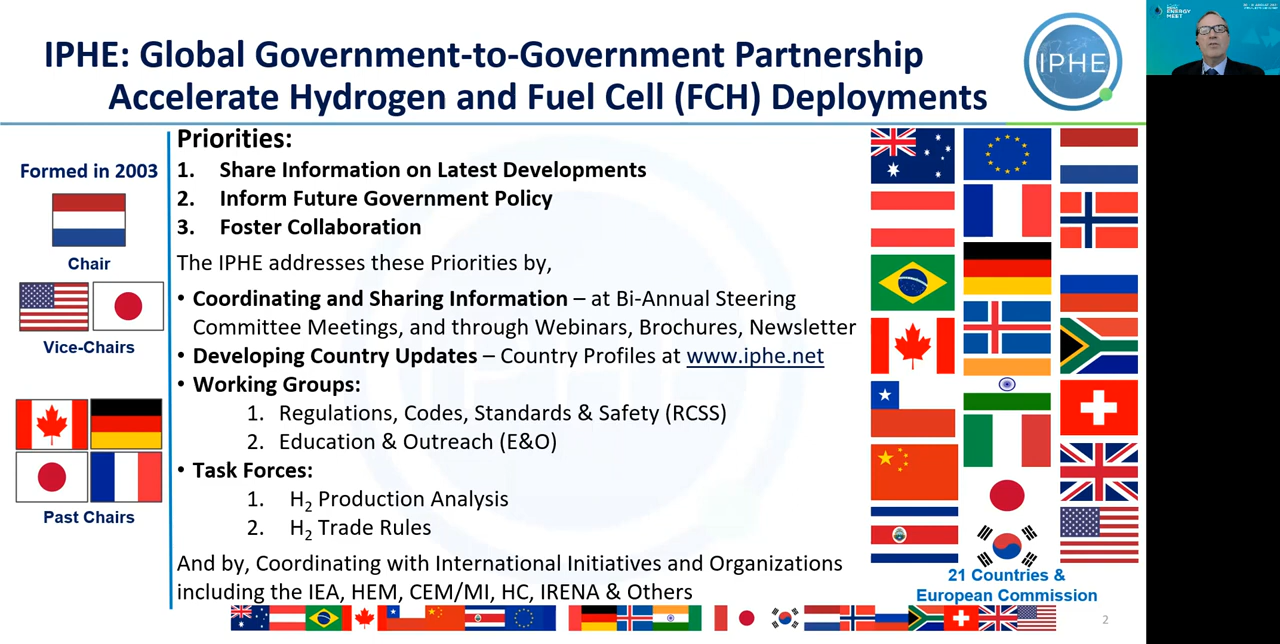 IPHE: Global Government-to-Government Partnership
Accelerate Hydrogen and Fuel Cell (FCH) Deployments
IPHE
ENERGY
MEET
Formed in 2003
Chair
Vice-Chairs
Past Chairs
Priorities:
1. Share Information on Latest Developments
2. Inform Future Government Policy
3. Foster Collaboration
The IPHE addresses these Priorities by,
• Coordinating and Sharing Information – at Bi-Annual Steering
Committee Meetings, and through Webinars, Brochures, Newsletter
• Developing Country Updates – Country Profiles at www.iphe.net
• Working Groups:
1. Regulations, Codes, Standards & Safety (RCSS)
2. Education & Outreach (E&O)
• Task Forces:
1. H2 Production Analysis
2. H2 Trade Rules
And by, Coordinating with International Initiatives and Organizations
including the IEA, HEM, CEM/MI, HC, IRENA & Others
21 Countries &
European Commission
2